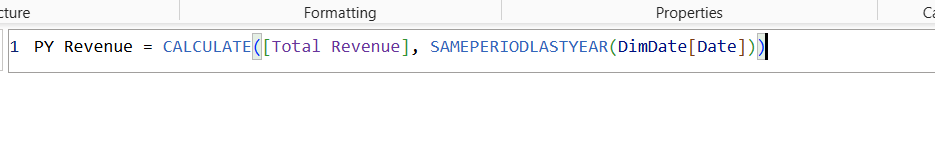 cture Formatting Properties Ca
1 PY Revenue = CALCULATE([Total Revenue], SAMEPERIODLASTYEAR(DimDate[Date]))